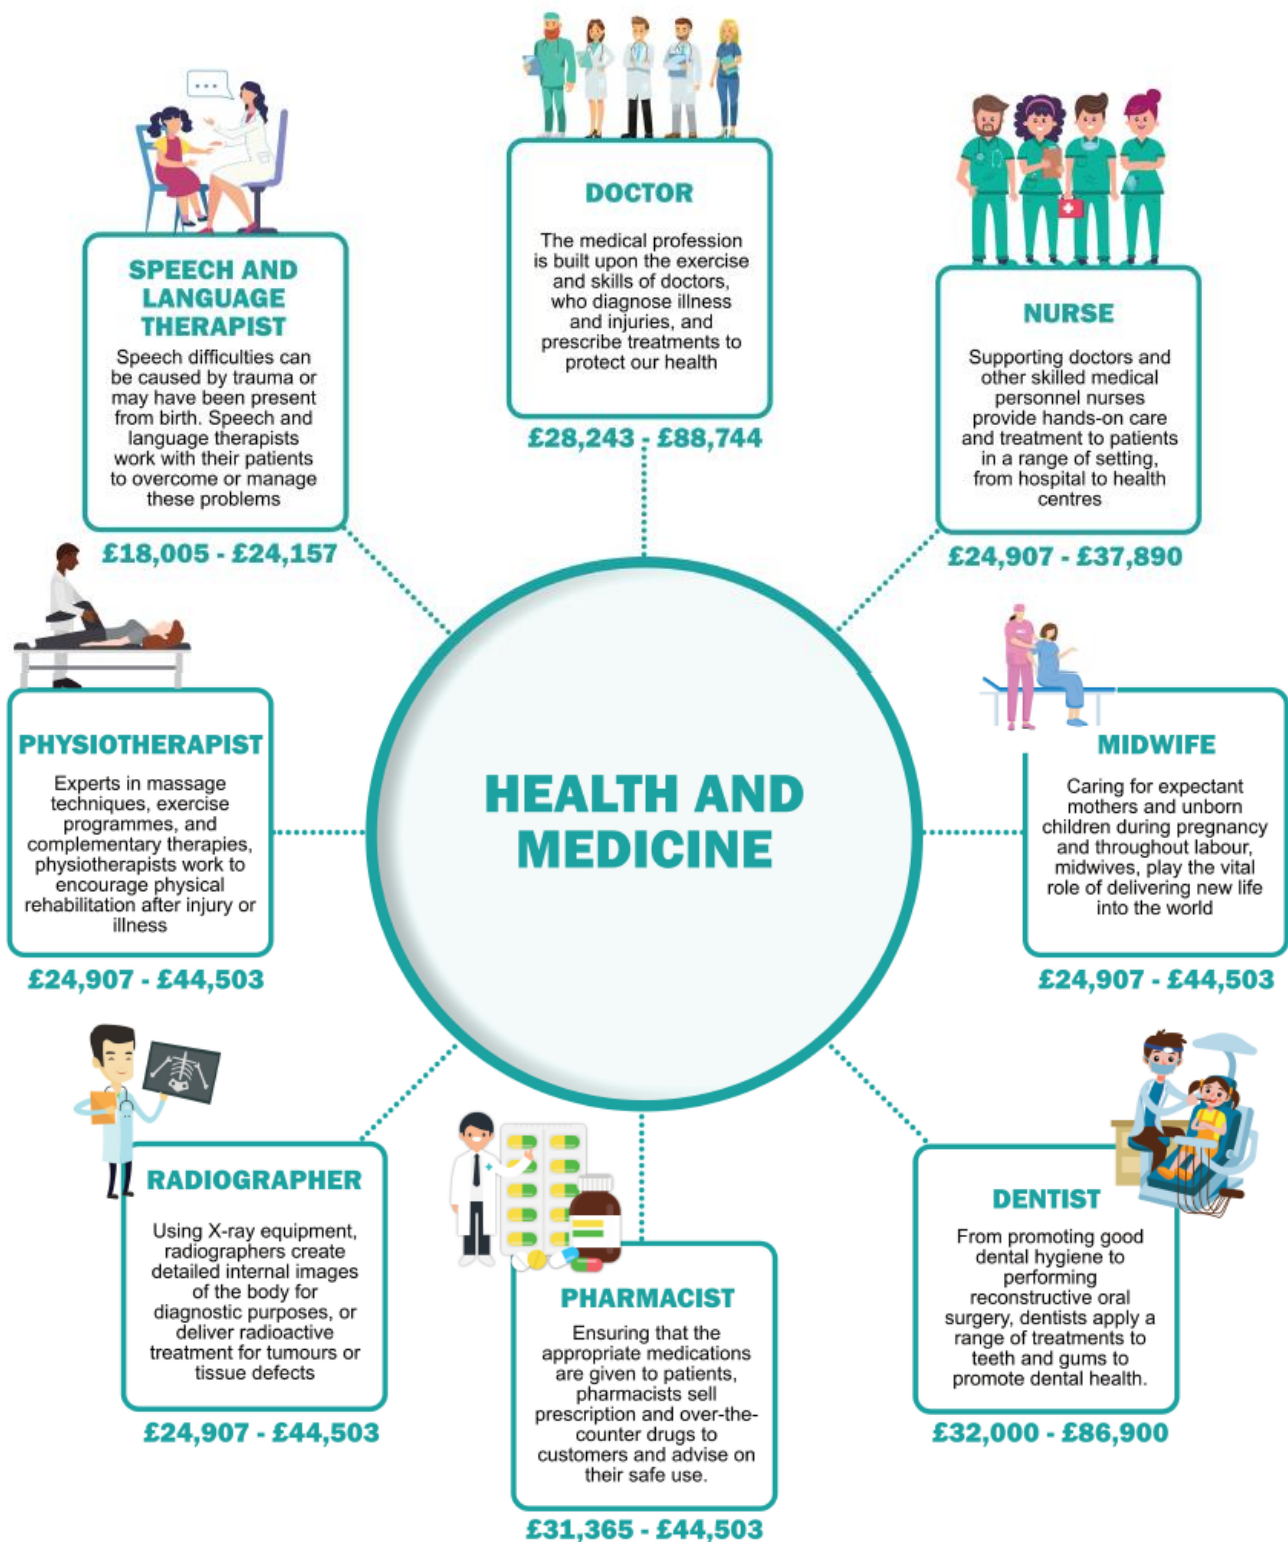 DOCTOR
The medical profession
is built upon the exercise
and skills of doctors,
who diagnose illness
and injuries, and
prescribe treatments to
protect our health
£28,243 - £88,744
SPEECH AND
LANGUAGE
THERAPIST
Speech difficulties can
be caused by trauma or
may have been present
from birth. Speech and
language therapists
work with their patients
to overcome or manage
these problems
£18,005 - £24,157
NURSE
Supporting doctors and
other skilled medical
personnel nurses
provide hands-on care
and treatment to patients
in a range of setting,
from hospital to health
centres
£24,907 - £37,890
PHYSIOTHERAPIST
Experts in massage
techniques, exercise
programmes, and
complementary therapies,
physiotherapists work to
encourage physical
rehabilitation after injury or
illness
£24,907 - £44,503
HEALTH AND
MEDICINE
MIDWIFE
Caring for expectant
mothers and unborn
children during pregnancy
and throughout labour,
midwives, play the vital
role of delivering new life
into the world
£24,907 - £44,503
RADIOGRAPHER
Using X-ray equipment,
radiographers create
detailed internal images
of the body for
diagnostic purposes, or
deliver radioactive
treatment for tumours or
tissue defects
£24,907 - £44,503
PHARMACIST
Ensuring that the
appropriate medications
are given to patients,
pharmacists sell
prescription and over-the-
counter drugs to
customers and advise on
their safe use.
£31,365 - £44,503
DENTIST
From promoting good
dental hygiene to
performing
reconstructive oral
surgery, dentists apply a
range of treatments to
teeth and gums to
promote dental health.
£32,000 - £86,900